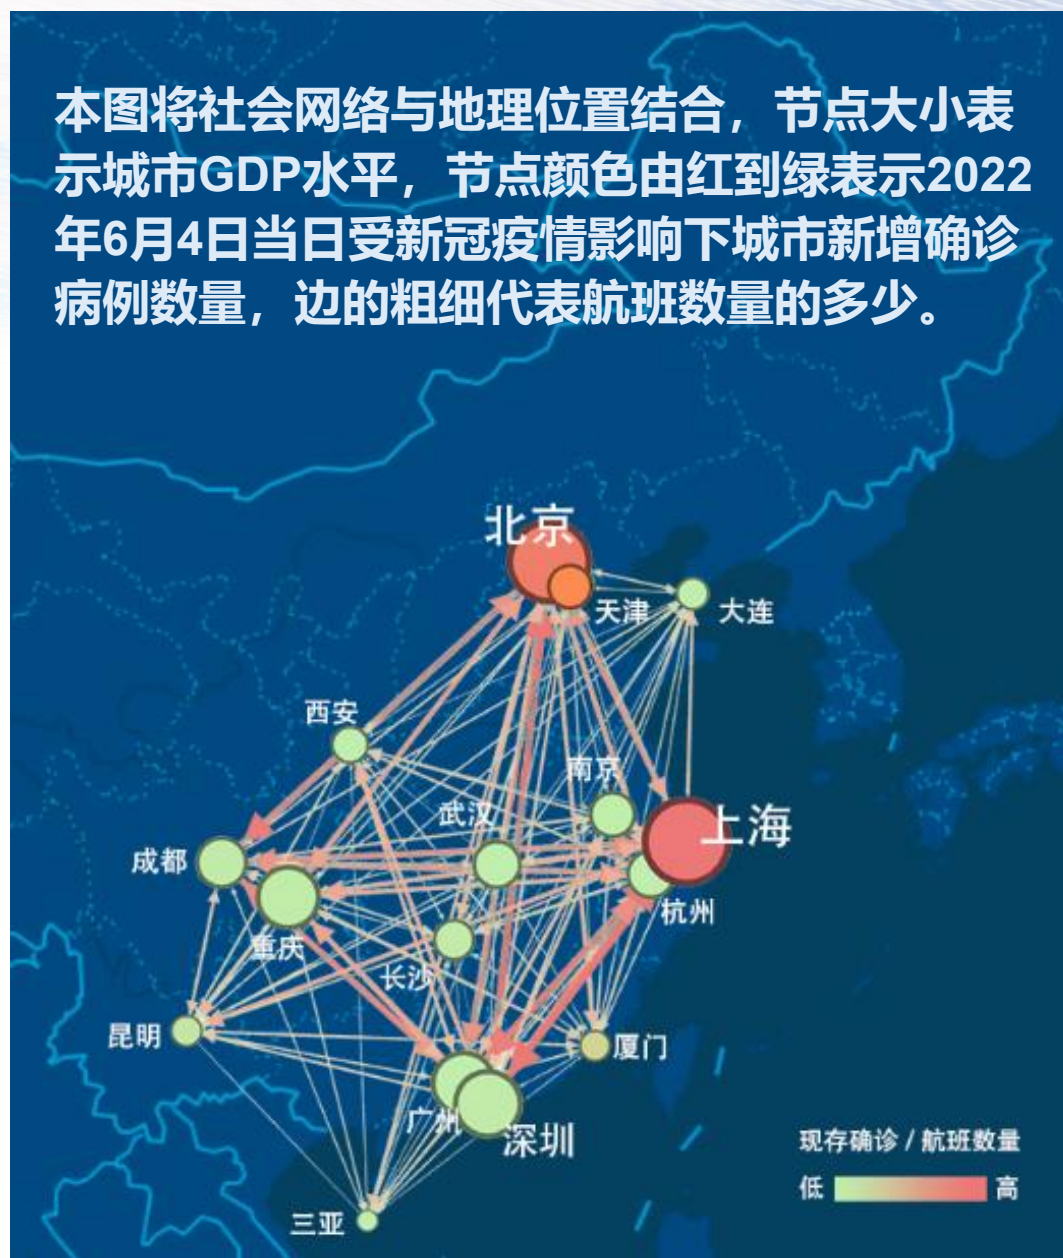 本图将社会网络与地理位置结合，节点大小表
示城市GDP水平，节点颜色由红到绿表示2022
年6月4日当日受新冠疫情影响下城市新增确诊
病例数量，边的粗细代表航班数量的多少。
北京
天津
大连
西安
南京
武汉
上海
成都
杭州
重庆
长沙
昆明
厦门
广州
深圳
现存确诊 / 航班数量
低 高
三亚